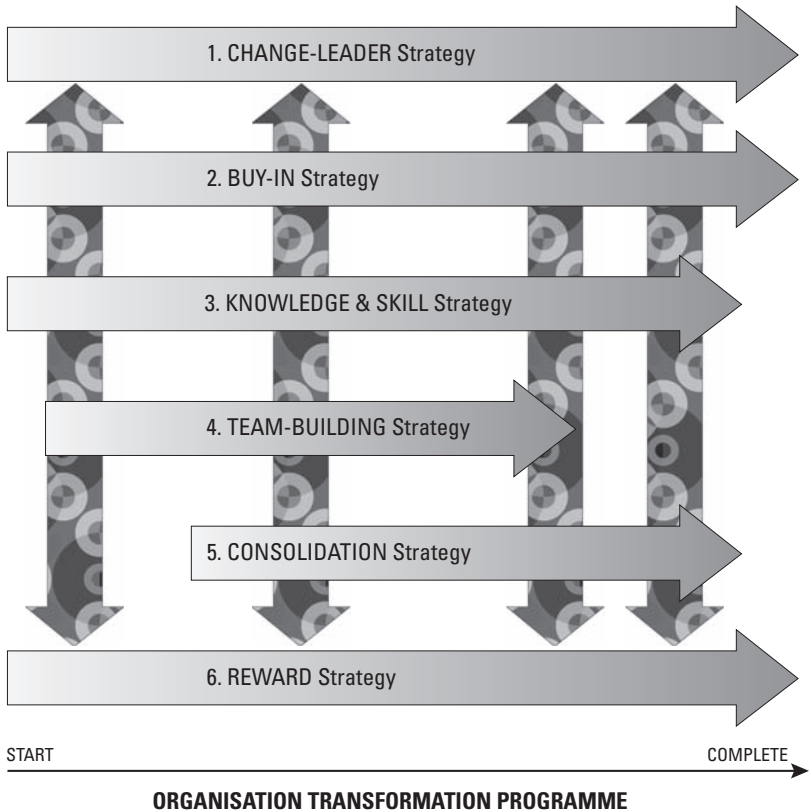 1. CHANGE-LEADER Strategy
2. BUY-IN Strategy
3. KNOWLEDGE & SKILL Strategy
4. TEAM-BUILDING Strategy
5. CONSOLIDATION Strategy
6. REWARD Strategy
START COMPLETE
ORGANISATION TRANSFORMATION PROGRAMME